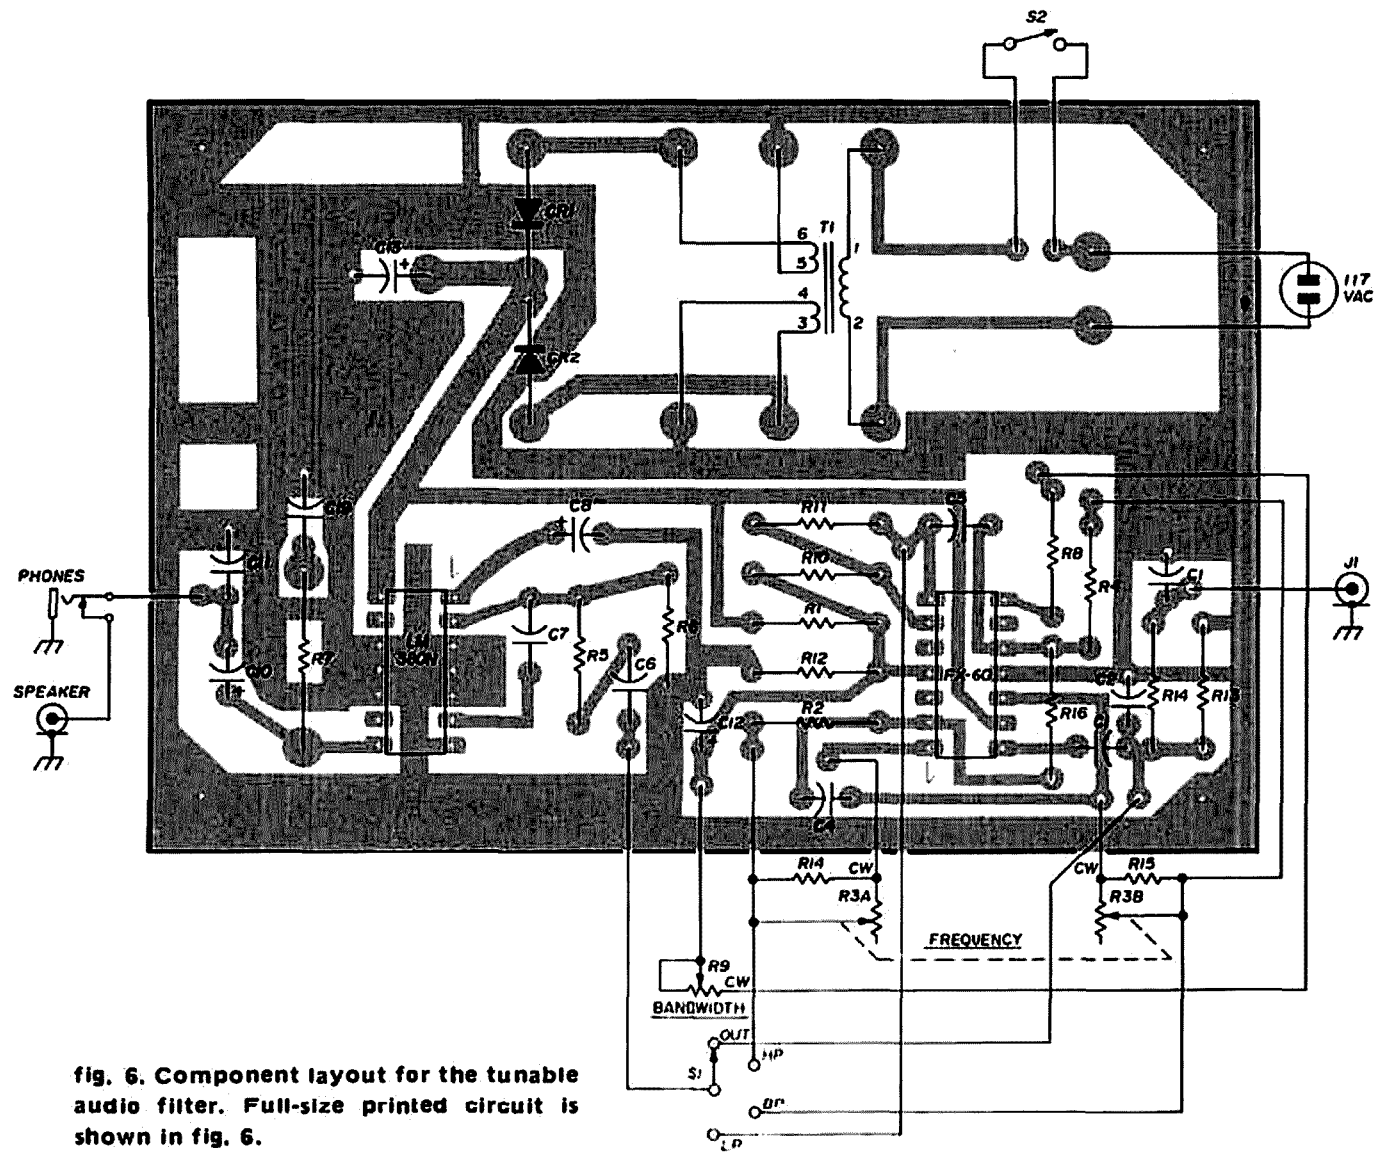 S2
CR1
C13
+
T1
6
5
4
3
1
2
117
VAC
CR2
C11
C10
+
R7
LM
380N
C8
+
C7
R5
C6
R6
C12
+
R11
R10
R1
R12
R2
C5
R8
R4
FX-60
R16
C2
C1
R14
R13
C4
J1
PHONES
SPEAKER
R14
CW
R3A
CW
R15
R3B
FREQUENCY
R9
CW
BANDWIDTH
OUT
S1
HP
BP
LP
fig. 6. Component layout for the tunable
audio filter. Full-size printed circuit is
shown in fig. 6.